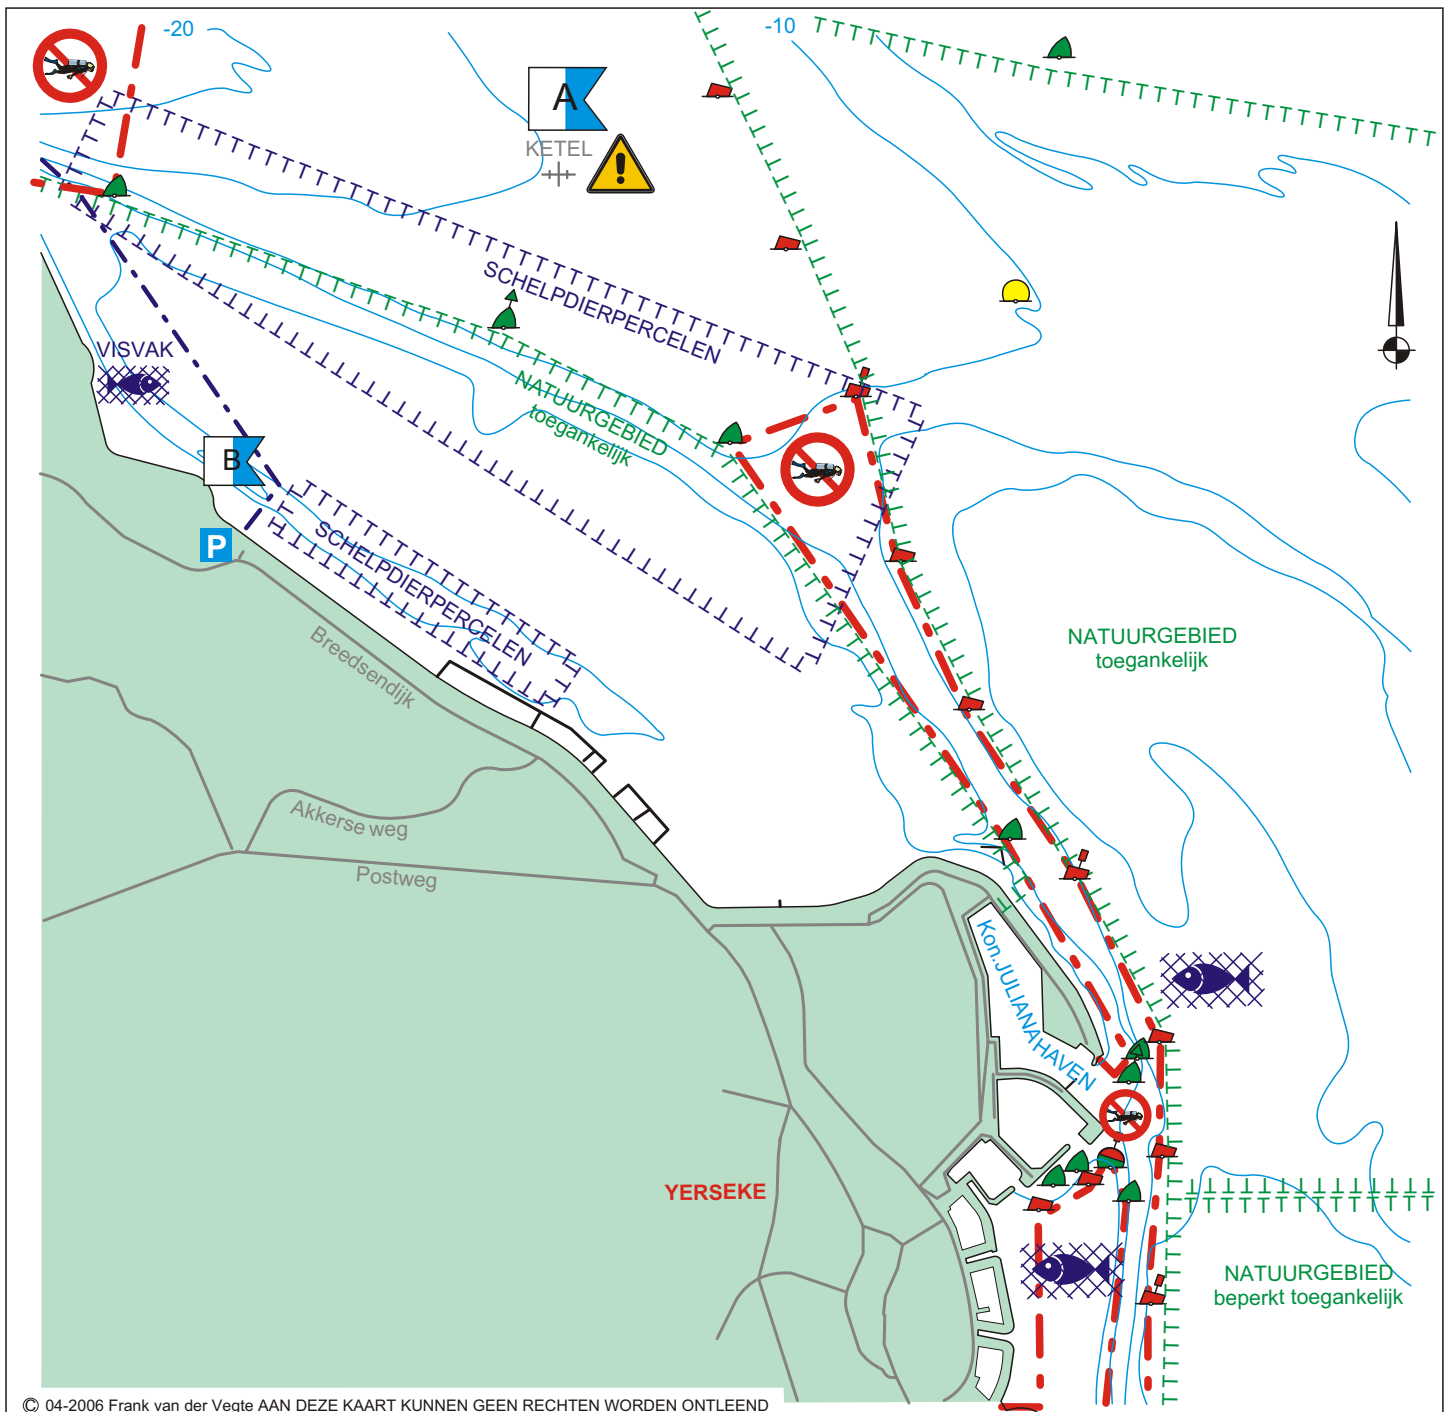 -20
-10
A
KETEL
!
SCHELPDIERPERCELEN
VISVAK
NATUURGEBIED
toegankelijk
B
P
SCHELPDIERPERCELEN
Breedsendijk
NATUURGEBIED
toegankelijk
Akkerse weg
Postweg
Kon.JULIANAHAVEN
YERSEKE
NATUURGEBIED
beperkt toegankelijk
© 04-2006 Frank van der Vegte AAN DEZE KAART KUNNEN GEEN RECHTEN WORDEN ONTLEEND